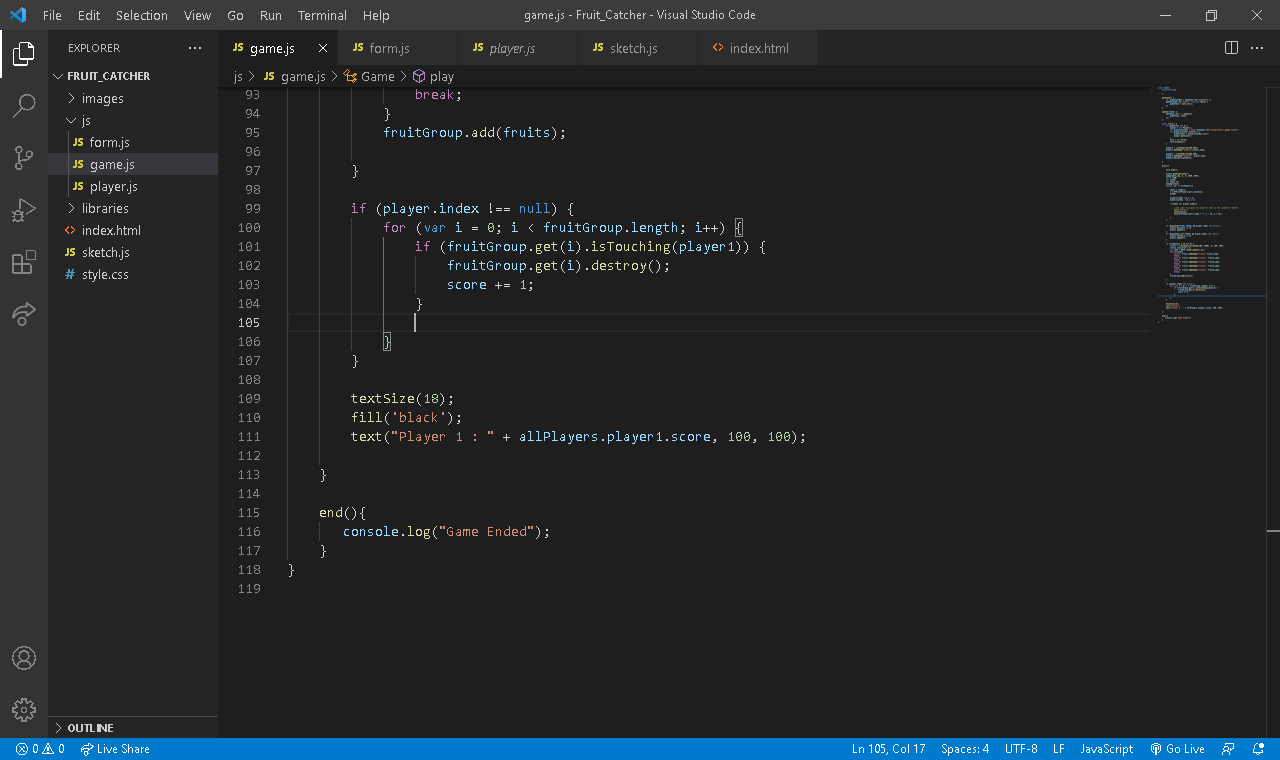 File Edit Selection View Go Run Terminal Help game.js - Fruit_Catcher - Visual Studio Code
EXPLORER
FRUIT_CATCHER
images
js
JS form.js
JS game.js
JS player.js
libraries
<> index.html
JS sketch.js
# style.css
OUTLINE
JS game.js JS form.js JS player.js JS sketch.js <> index.html
js > JS game.js > Game > play
93 break;
94 }
95 fruitGroup.add(fruits);
96
97 }
98
99 if (player.index !== null) {
100 for (var i = 0; i < fruitGroup.length; i++) {
101 if (fruitGroup.get(i).isTouching(player1)) {
102 fruitGroup.get(i).destroy();
103 score += 1;
104 }
105
106 }
107 }
108
109 textSize(18);
110 fill('black');
111 text("Player 1 : " + allPlayers.player1.score, 100, 100);
112
113 }
114
115 end(){
116 console.log("Game Ended");
117 }
118 }
119
0 0 Live Share Ln 105, Col 17 Spaces: 4 UTF-8 LF JavaScript Go Live